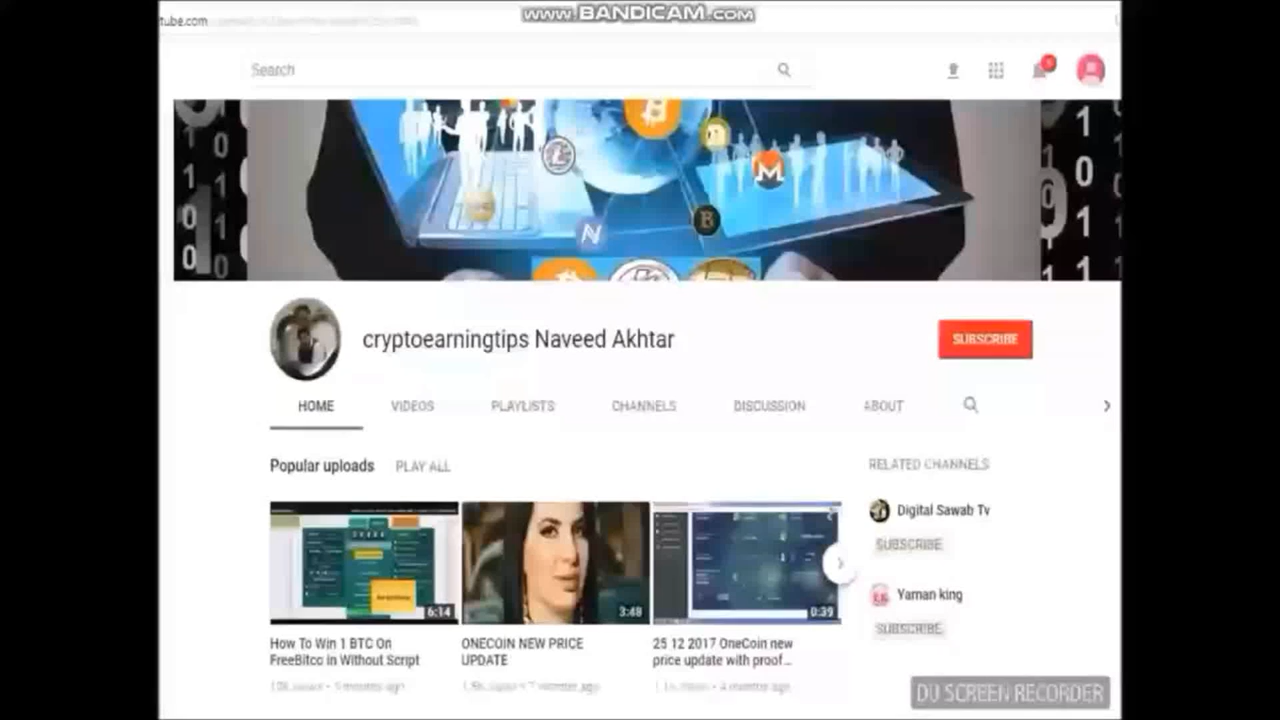 www.BANDICAM.com
tube.com
Search
cryptoearningtips Naveed Akhtar
SUBSCRIBE
HOME
VIDEOS
PLAYLISTS
CHANNELS
DISCUSSION
ABOUT
Popular uploads
PLAY ALL
RELATED CHANNELS
Digital Sawab Tv
SUBSCRIBE
Yaman king
SUBSCRIBE
6:14
3:48
0:39
How To Win 1 BTC On
FreeBitco in Without Script
ONECOIN NEW PRICE
UPDATE
25 12 2017 OneCoin new
price update with proof...
DU SCREEN RECORDER